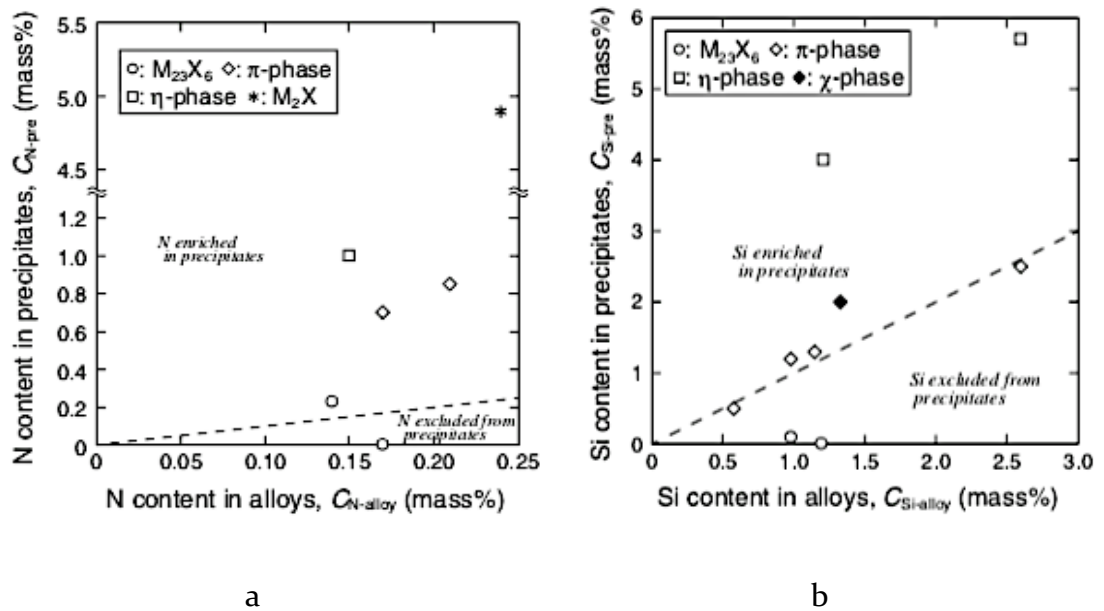 5.5
5.0
4.5
1.2
1.0
0.8
0.6
0.4
0.2
0
N content in precipitates, C_N-pre (mass%)
○: M₂₃X₆ ◇: π-phase
□: η-phase *: M₂X
N enriched
in precipitates
N excluded from
precipitates
0 0.05 0.10 0.15 0.20 0.25
N content in alloys, C_N-alloy (mass%)
a
6
5
4
3
2
1
0
Si content in precipitates, C_S-pre (mass%)
○: M₂₃X₆ ◇: π-phase
□: η-phase ◆: χ-phase
Si enriched
in precipitates
Si excluded from
precipitates
0 0.5 1.0 1.5 2.0 2.5 3.0
Si content in alloys, C_Si-alloy (mass%)
b